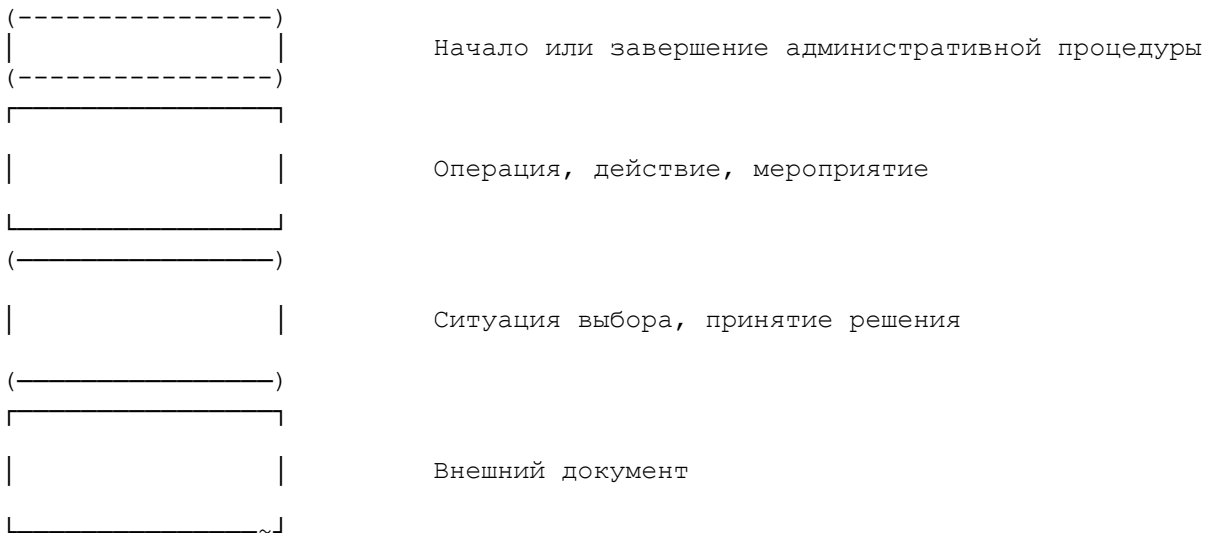 Начало или завершение административной процедуры
Операция, действие, мероприятие
Ситуация выбора, принятие решения
Внешний документ